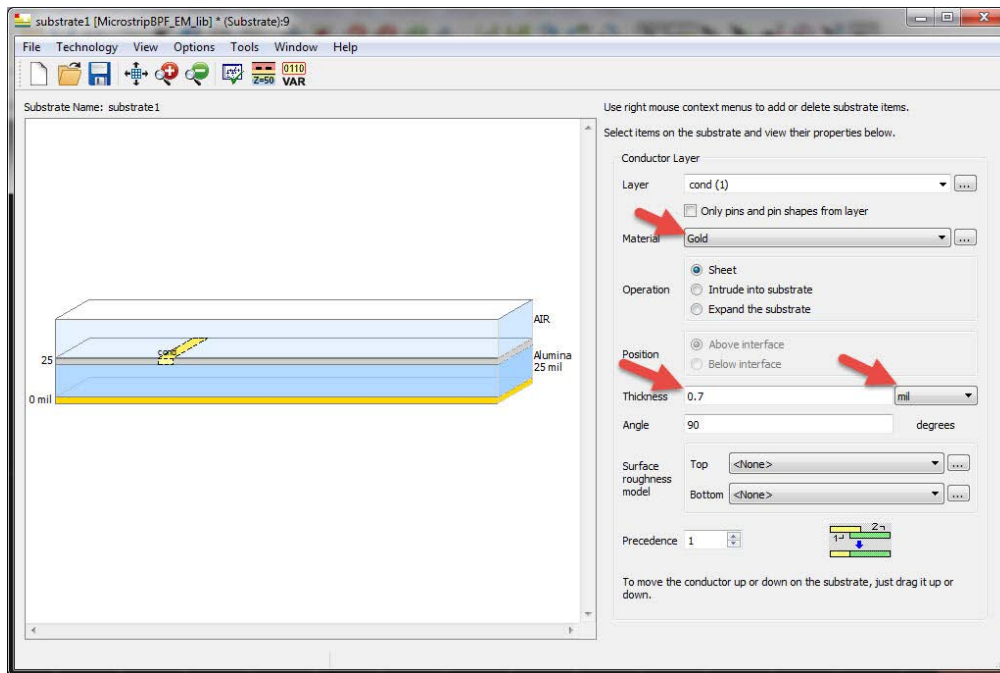 substrate1 [MicrostripBPF_EM_lib] * (Substrate):9
File Technology View Options Tools Window Help
Z=50
0110
VAR
Substrate Name: substrate1
AIR
cond
25
Alumina
25 mil
0 mil
Use right mouse context menus to add or delete substrate items.
Select items on the substrate and view their properties below.
Conductor Layer
Layer cond (1) ...
Only pins and pin shapes from layer
Material Gold ...
Operation
Sheet
Intrude into substrate
Expand the substrate
Position
Above interface
Below interface
Thickness 0.7 mil
Angle 90 degrees
Surface
roughness
model
Top <None> ...
Bottom <None> ...
Precedence 1
1 2
To move the conductor up or down on the substrate, just drag it up or
down.